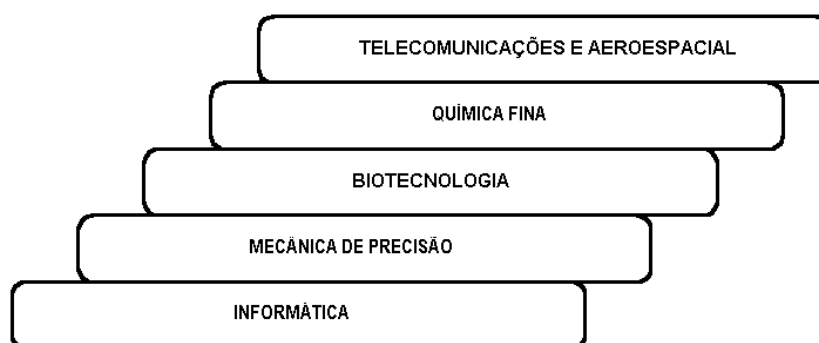 TELECOMUNICAÇÕES E AEROESPACIAL
QUÍMICA FINA
BIOTECNOLOGIA
MECÂNICA DE PRECISÃO
INFORMÁTICA